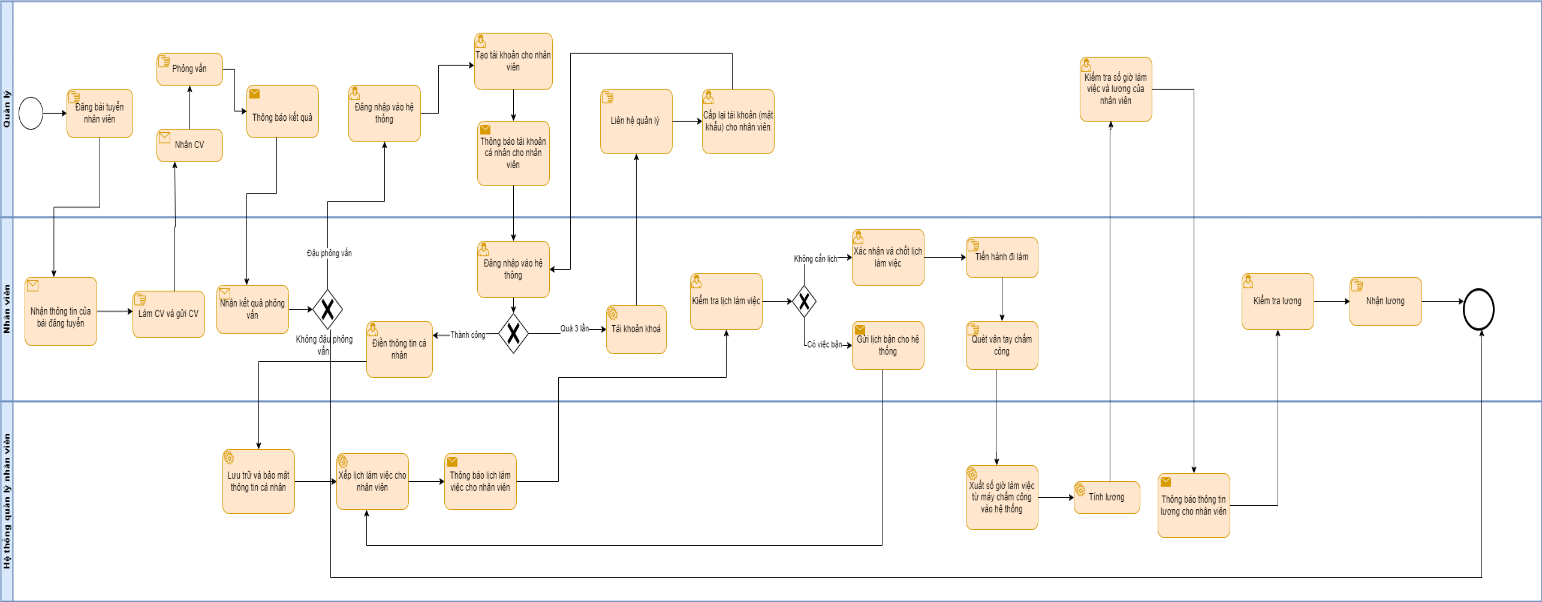 Quản lý
Đăng bài tuyển
nhân viên
Phỏng vấn
Nhận CV
Thông báo kết quả
Đăng nhập vào hệ
thống
Tạo tài khoản cho nhân
viên
Thông báo tài khoản
cá nhân cho nhân
viên
Liên hệ quản lý
Cấp lại tài khoản (mật
khẩu) cho nhân viên
Kiểm tra số giờ làm
việc và lương của
nhân viên
Nhân viên
Nhận thông tin của
bài đăng tuyển
Làm CV và gửi CV
Nhận kết quả phỏng
vấn
Đậu phỏng vấn
Không đậu phỏng
vấn
Đăng nhập vào hệ
thống
Thành công
Quá 3 lần
Điền thông tin cá
nhân
Tài khoản khoá
Kiểm tra lịch làm việc
Không cấn lịch
Có việc bận
Xác nhận và chốt lịch
làm việc
Gửi lịch bận cho hệ
thống
Tiến hành đi làm
Quét vân tay chấm
công
Kiểm tra lương
Nhận lương
Hệ thống quản lý nhân viên
Lưu trữ và bảo mật
thông tin cá nhân
Xếp lịch làm việc cho
nhân viên
Thông báo lịch làm
việc cho nhân viên
Xuất số giờ làm việc
từ máy chấm công
vào hệ thống
Tính lương
Thông báo thông tin
lương cho nhân viên